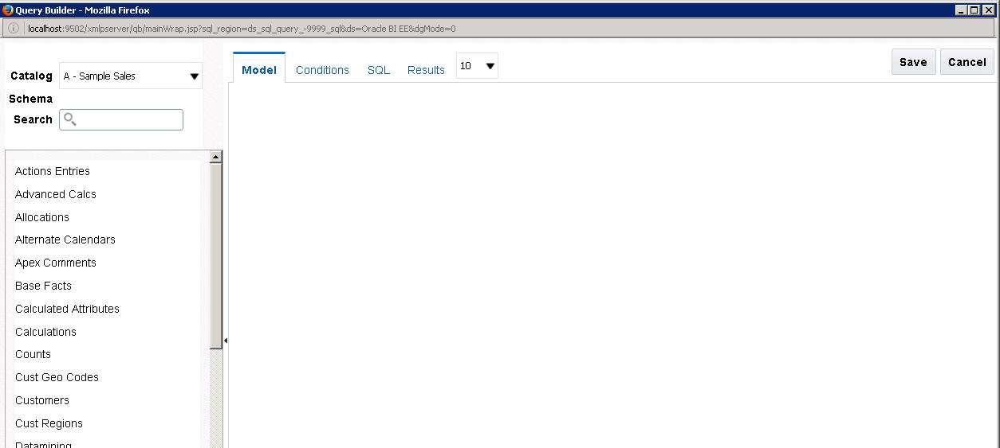 Query Builder - Mozilla Firefox
localhost:9502/xmlpserver/qb/mainWrap.jsp?sql_region=ds_sql_query_-9999_sql&ds=Oracle BI EE&dgMode=0
Catalog A - Sample Sales
Schema
Search
Model Conditions SQL Results 10 Save Cancel
Actions Entries
Advanced Calcs
Allocations
Alternate Calendars
Apex Comments
Base Facts
Calculated Attributes
Calculations
Counts
Cust Geo Codes
Customers
Cust Regions
Datamining